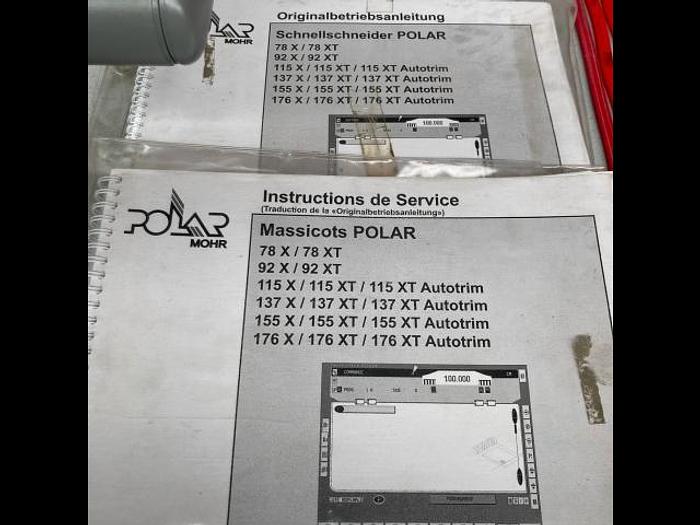 POLAR
MOHR
Originalbetriebsanleitung
Schnellschneider POLAR
78 X / 78 XT
92 X / 92 XT
115 X / 115 XT / 115 XT Autotrim
137 X / 137 XT / 137 XT Autotrim
155 X / 155 XT / 155 XT Autotrim
176 X / 176 XT / 176 XT Autotrim
100.000
POLAR
MOHR
Instructions de Service
(Traduction de la «Originalbetriebsanleitung»)
Massicots POLAR
78 X / 78 XT
92 X / 92 XT
115 X / 115 XT / 115 XT Autotrim
137 X / 137 XT / 137 XT Autotrim
155 X / 155 XT / 155 XT Autotrim
176 X / 176 XT / 176 XT Autotrim
100.000